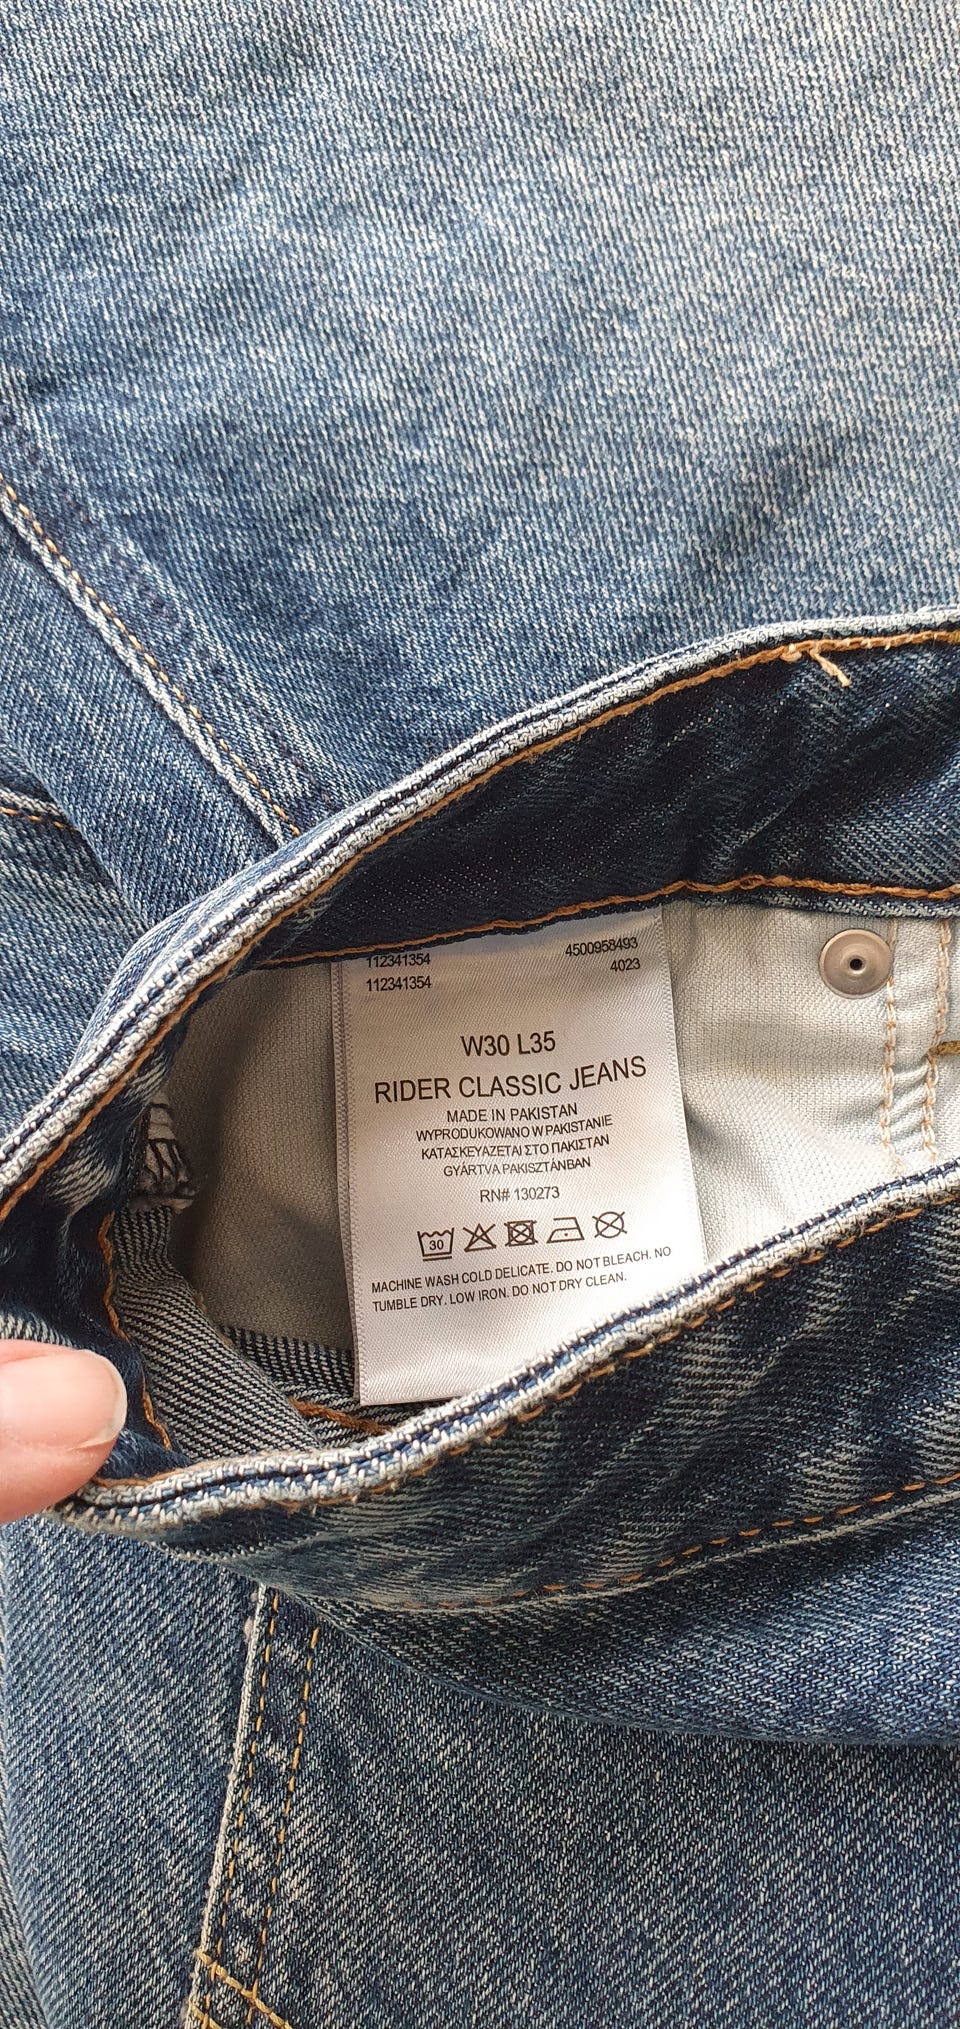 112341354 4500958493
112341354 4023
W30 L35
RIDER CLASSIC JEANS
MADE IN PAKISTAN
WYPRODUKOWANO W PAKISTANIE
ΚΑΤΑΣΚΕΥΑΖΕΤΑΙ ΣΤΟ ΠΑΚΙΣΤΑΝ
GYÁRTVA PAKISZTÁNBAN
RN# 130273
30
MACHINE WASH COLD DELICATE. DO NOT BLEACH. NO
TUMBLE DRY. LOW IRON. DO NOT DRY CLEAN.